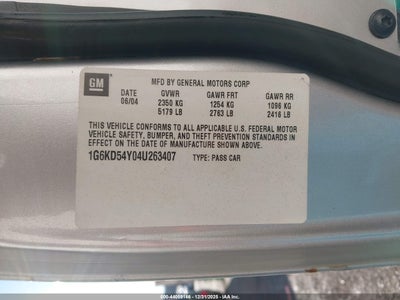 GM
MFD BY GENERAL MOTORS CORP
DATE GVWR GAWR FRT GAWR RR
06/04 2350 KG 1254 KG 1096 KG
5179 LB 2763 LB 2416 LB
THIS VEHICLE CONFORMS TO ALL APPLICABLE U.S. FEDERAL MOTOR
VEHICLE SAFETY, BUMPER, AND THEFT PREVENTION STANDARDS IN
EFFECT ON THE DATE OF MANUFACTURE SHOWN ABOVE.
1G6KD54Y04U263407 TYPE: PASS CAR